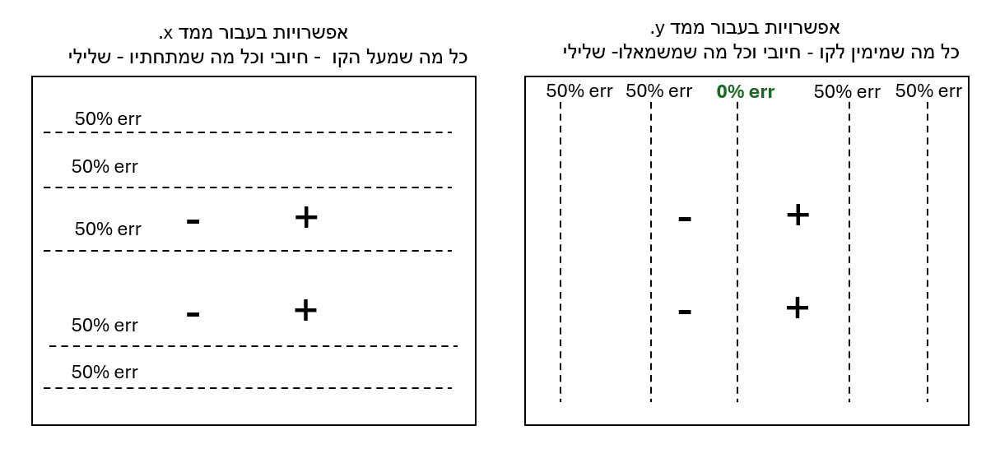 אפשרויות בעבור ממד x.
כל מה שמעל הקו - חיובי וכל מה שמתחתיו - שלילי
50% err
50% err
50% err
- +
- +
50% err
50% err
אפשרויות בעבור ממד y.
כל מה שמימין לקו - חיובי וכל מה שמשמאלו- שלילי
50% err 50% err 0% err 50% err 50% err
- +
- +